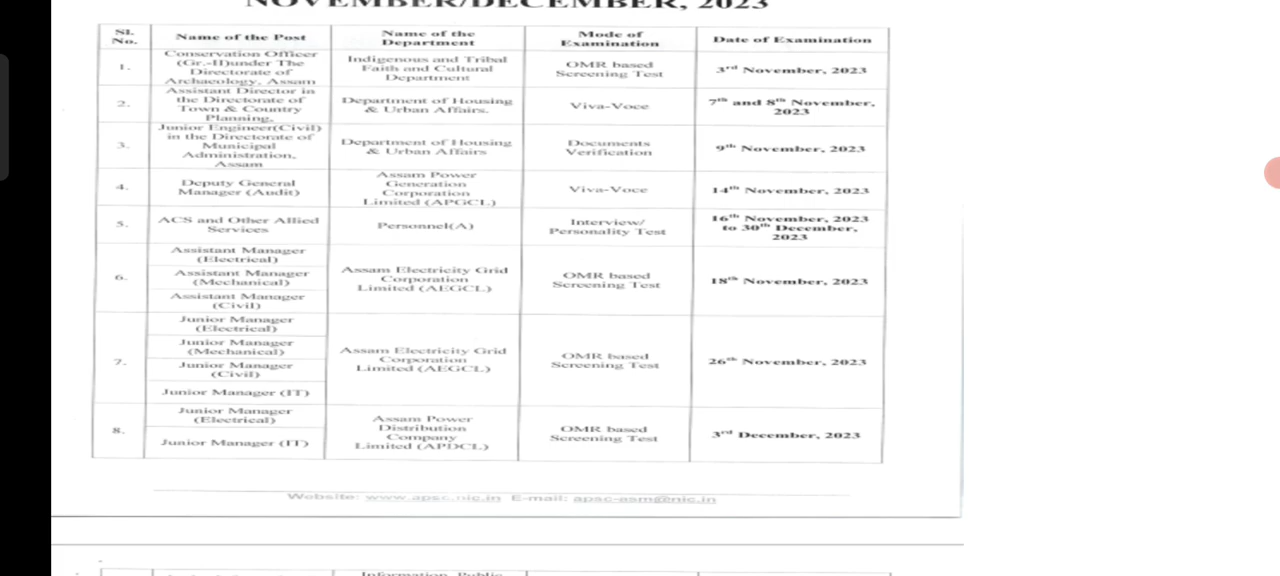 NOVEMBER/DECEMBER, 2023
Sl. No.
Name of the Post
Name of the Department
Mode of Examination
Date of Examination
1.
Conservation Officer
(Gr.-II)under The
Directorate of
Archaeology, Assam
Indigenous and Tribal
Faith and Cultural
Department
OMR based
Screening Test
3rd November, 2023
2.
Assistant Director in
the Directorate of
Town & Country
Planning.
Department of Housing
& Urban Affairs.
Viva-Voce
7th and 8th November,
2023
3.
Junior Engineer(Civil)
in the Directorate of
Municipal
Administration,
Assam
Department of Housing
& Urban Affairs
Documents
Verification
9th November, 2023
4.
Deputy General
Manager (Audit)
Assam Power
Generation
Corporation
Limited (APGCL)
Viva-Voce
14th November, 2023
5.
ACS and Other Allied
Services
Personnel(A)
Interview/
Personality Test
16th November, 2023
to 30th December,
2023
6.
Assistant Manager
(Electrical)
Assistant Manager
(Mechanical)
Assistant Manager
(Civil)
Assam Electricity Grid
Corporation
Limited (AEGCL)
OMR based
Screening Test
18th November, 2023
7.
Junior Manager
(Electrical)
Junior Manager
(Mechanical)
Junior Manager
(Civil)
Junior Manager (IT)
Assam Electricity Grid
Corporation
Limited (AEGCL)
OMR based
Screening Test
26th November, 2023
8.
Junior Manager
(Electrical)
Junior Manager (IT)
Assam Power
Distribution
Company
Limited (APDCL)
OMR based
Screening Test
3rd December, 2023
Website: www.apsc.nic.in E-mail: apsc-asm@nic.in
Information, Public